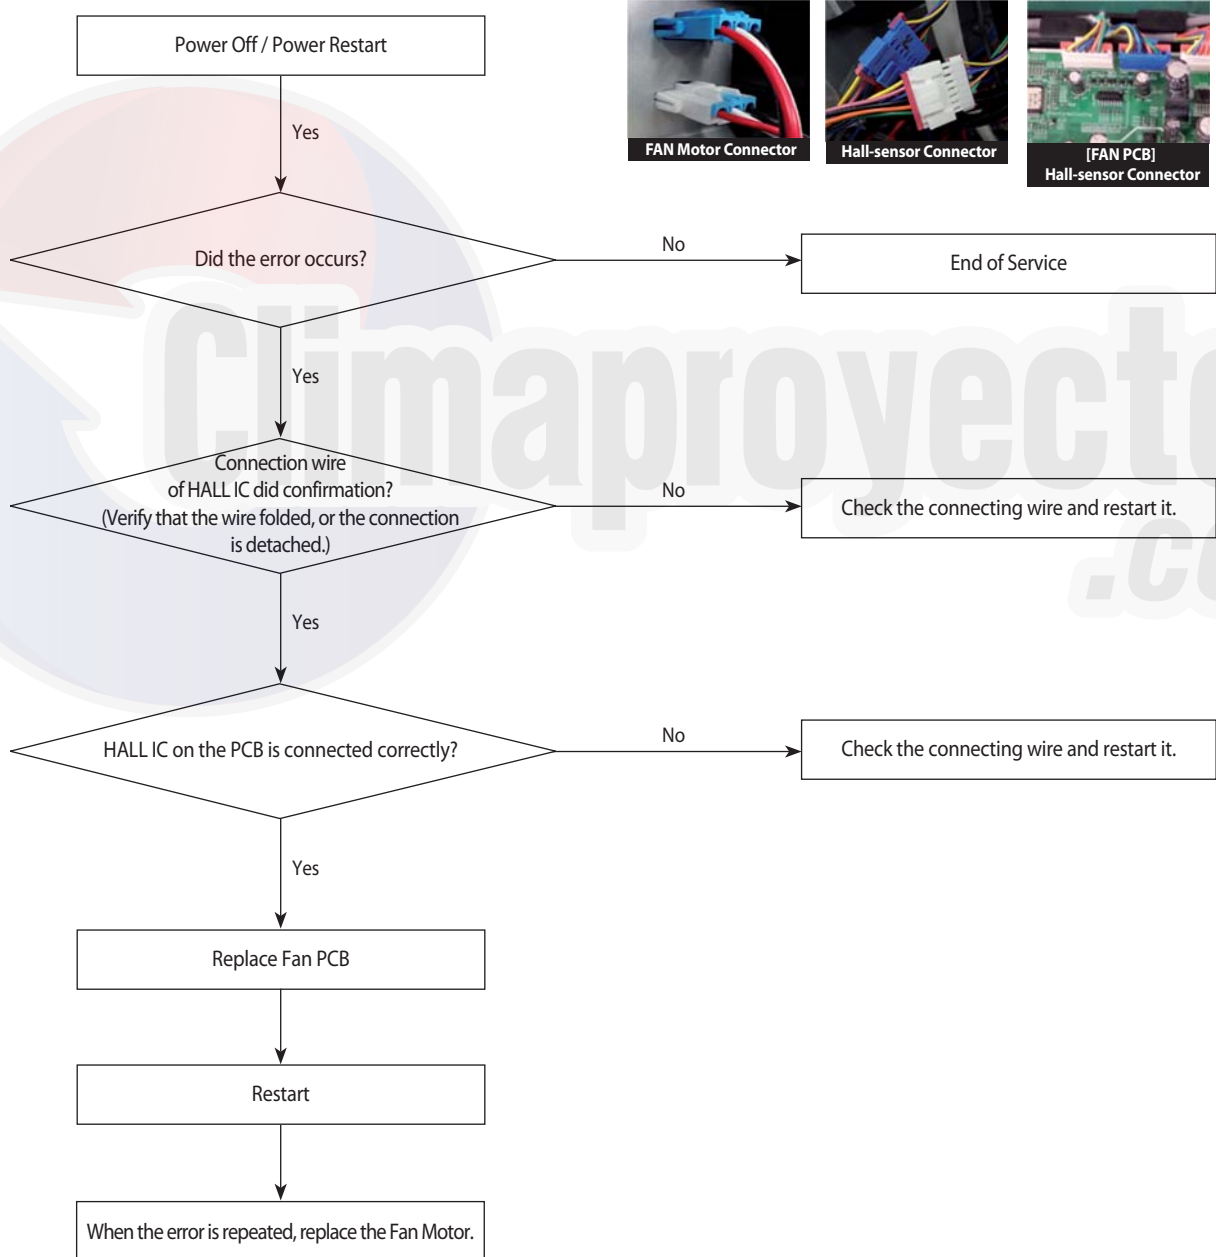 Power Off / Power Restart
FAN Motor Connector
Hall-sensor Connector
[FAN PCB]
Hall-sensor Connector
Yes
Did the error occurs?
No
End of Service
Yes
Connection wire
of HALL IC did confirmation?
(Verify that the wire folded, or the connection
is detached.)
No
Check the connecting wire and restart it.
Yes
HALL IC on the PCB is connected correctly?
No
Check the connecting wire and restart it.
Yes
Replace Fan PCB
Restart
When the error is repeated, replace the Fan Motor.
Climaproyecto
.co